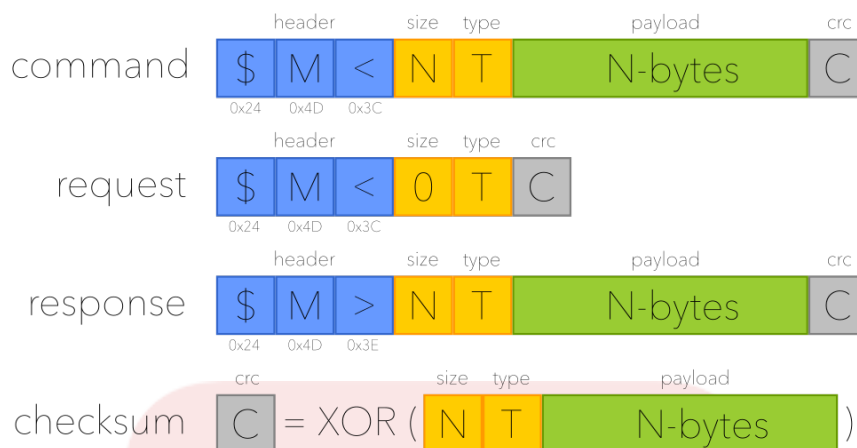 header size type payload crc
command $ M < N T N-bytes C
0x24 0x4D 0x3C
header size type crc
request $ M < 0 T C
0x24 0x4D 0x3C
header size type payload crc
response $ M > N T N-bytes C
0x24 0x4D 0x3E
crc size type payload
checksum C = XOR ( N T N-bytes )